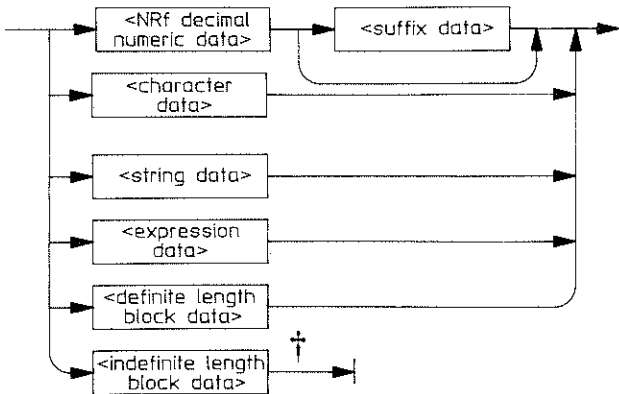 <NRf decimal
numeric data>
<suffix data>
<character
data>
<string data>
<expression
data>
<definite length
block data>
<indefinite length
block data>
†